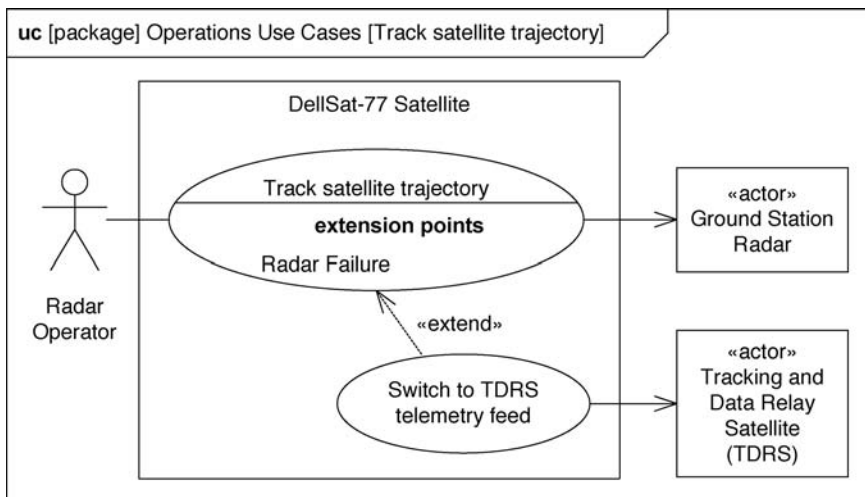 uc [package] Operations Use Cases [Track satellite trajectory]
DellSat-77 Satellite
Track satellite trajectory
extension points
Radar Failure
Radar
Operator
«extend»
Switch to TDRS
telemetry feed
«actor»
Ground Station
Radar
«actor»
Tracking and
Data Relay
Satellite
(TDRS)